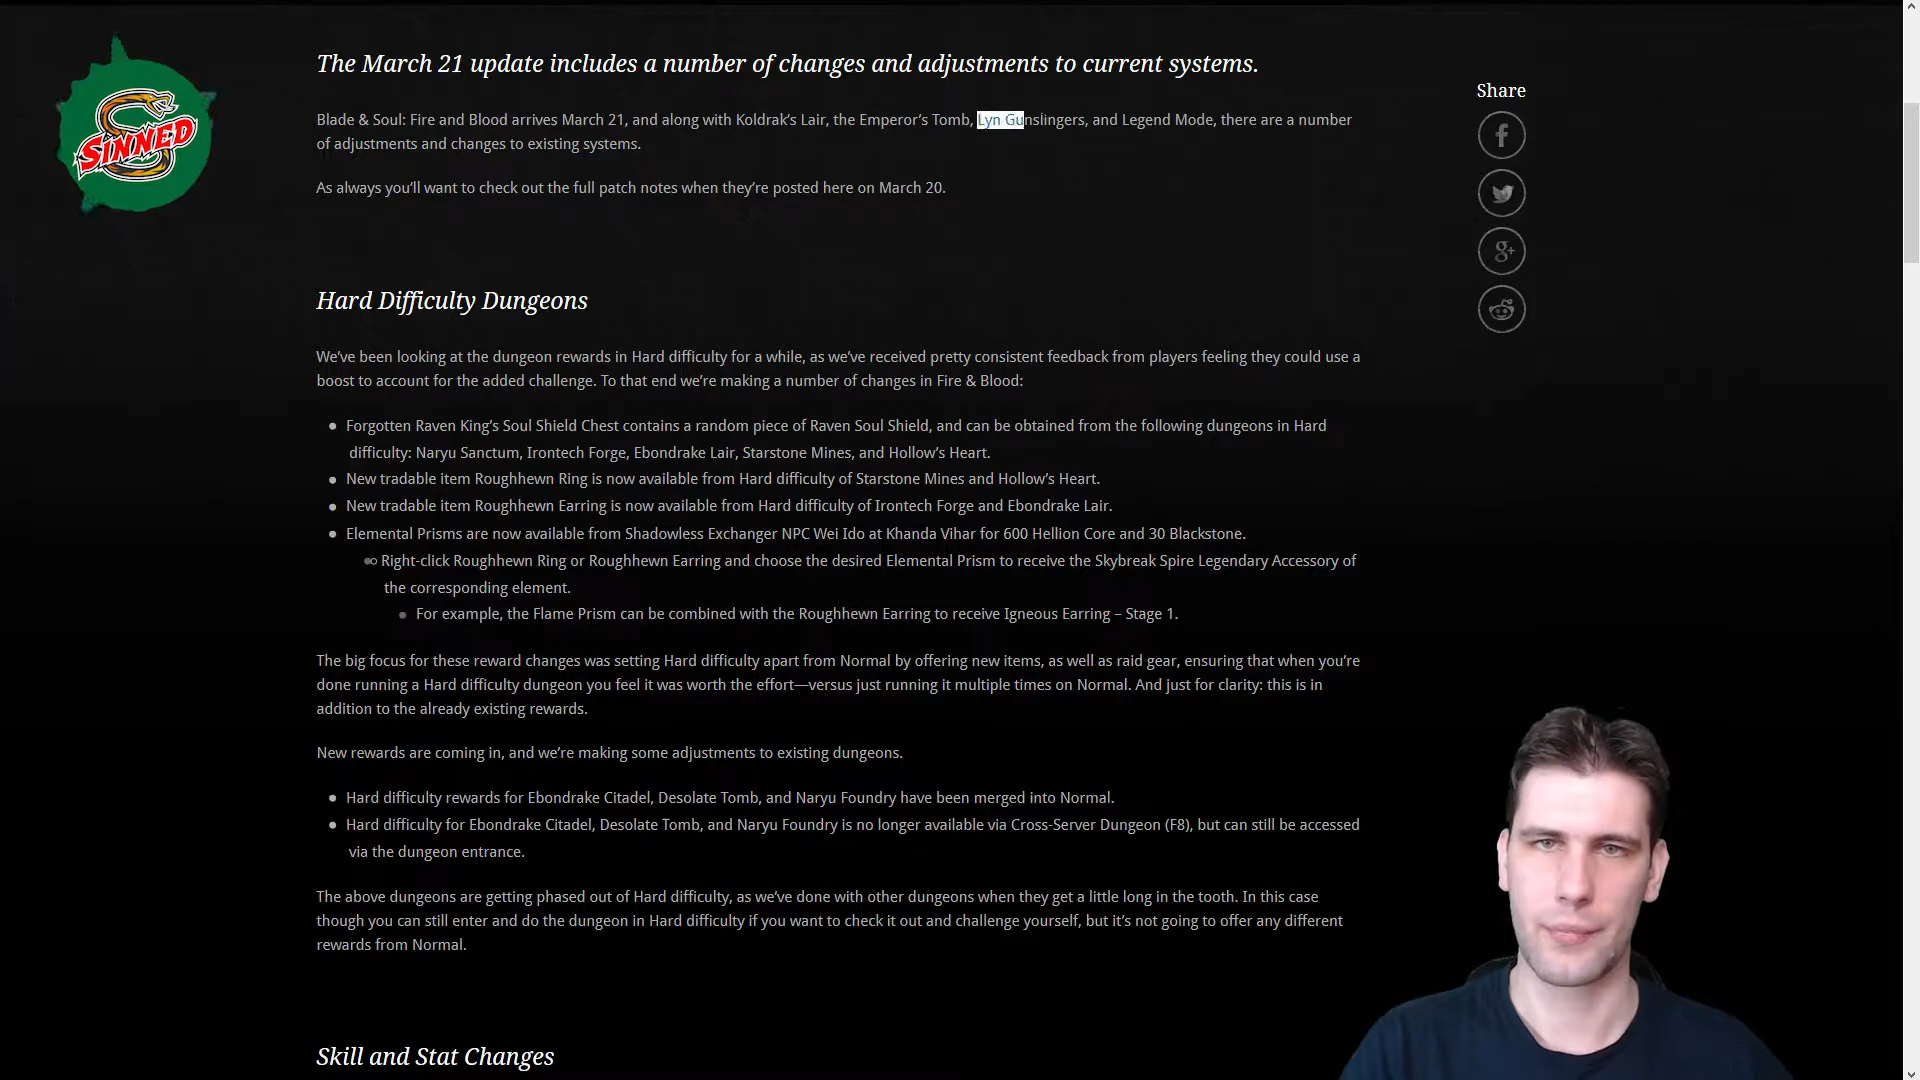 SINNED
The March 21 update includes a number of changes and adjustments to current systems.
Share
Blade & Soul: Fire and Blood arrives March 21, and along with Koldrak’s Lair, the Emperor’s Tomb, Lyn Gunslingers, and Legend Mode, there are a number
of adjustments and changes to existing systems.
As always you’ll want to check out the full patch notes when they’re posted here on March 20.
Hard Difficulty Dungeons
We’ve been looking at the dungeon rewards in Hard difficulty for a while, as we’ve received pretty consistent feedback from players feeling they could use a
boost to account for the added challenge. To that end we’re making a number of changes in Fire & Blood:
Forgotten Raven King’s Soul Shield Chest contains a random piece of Raven Soul Shield, and can be obtained from the following dungeons in Hard
difficulty: Naryu Sanctum, Irontech Forge, Ebondrake Lair, Starstone Mines, and Hollow’s Heart.
New tradable item Roughhewn Ring is now available from Hard difficulty of Starstone Mines and Hollow’s Heart.
New tradable item Roughhewn Earring is now available from Hard difficulty of Irontech Forge and Ebondrake Lair.
Elemental Prisms are now available from Shadowless Exchanger NPC Wei Ido at Khanda Vihar for 600 Hellion Core and 30 Blackstone.
Right-click Roughhewn Ring or Roughhewn Earring and choose the desired Elemental Prism to receive the Skybreak Spire Legendary Accessory of
the corresponding element.
For example, the Flame Prism can be combined with the Roughhewn Earring to receive Igneous Earring – Stage 1.
The big focus for these reward changes was setting Hard difficulty apart from Normal by offering new items, as well as raid gear, ensuring that when you’re
done running a Hard difficulty dungeon you feel it was worth the effort—versus just running it multiple times on Normal. And just for clarity: this is in
addition to the already existing rewards.
New rewards are coming in, and we’re making some adjustments to existing dungeons.
Hard difficulty rewards for Ebondrake Citadel, Desolate Tomb, and Naryu Foundry have been merged into Normal.
Hard difficulty for Ebondrake Citadel, Desolate Tomb, and Naryu Foundry is no longer available via Cross-Server Dungeon (F8), but can still be accessed
via the dungeon entrance.
The above dungeons are getting phased out of Hard difficulty, as we’ve done with other dungeons when they get a little long in the tooth. In this case
though you can still enter and do the dungeon in Hard difficulty if you want to check it out and challenge yourself, but it’s not going to offer any different
rewards from Normal.
Skill and Stat Changes